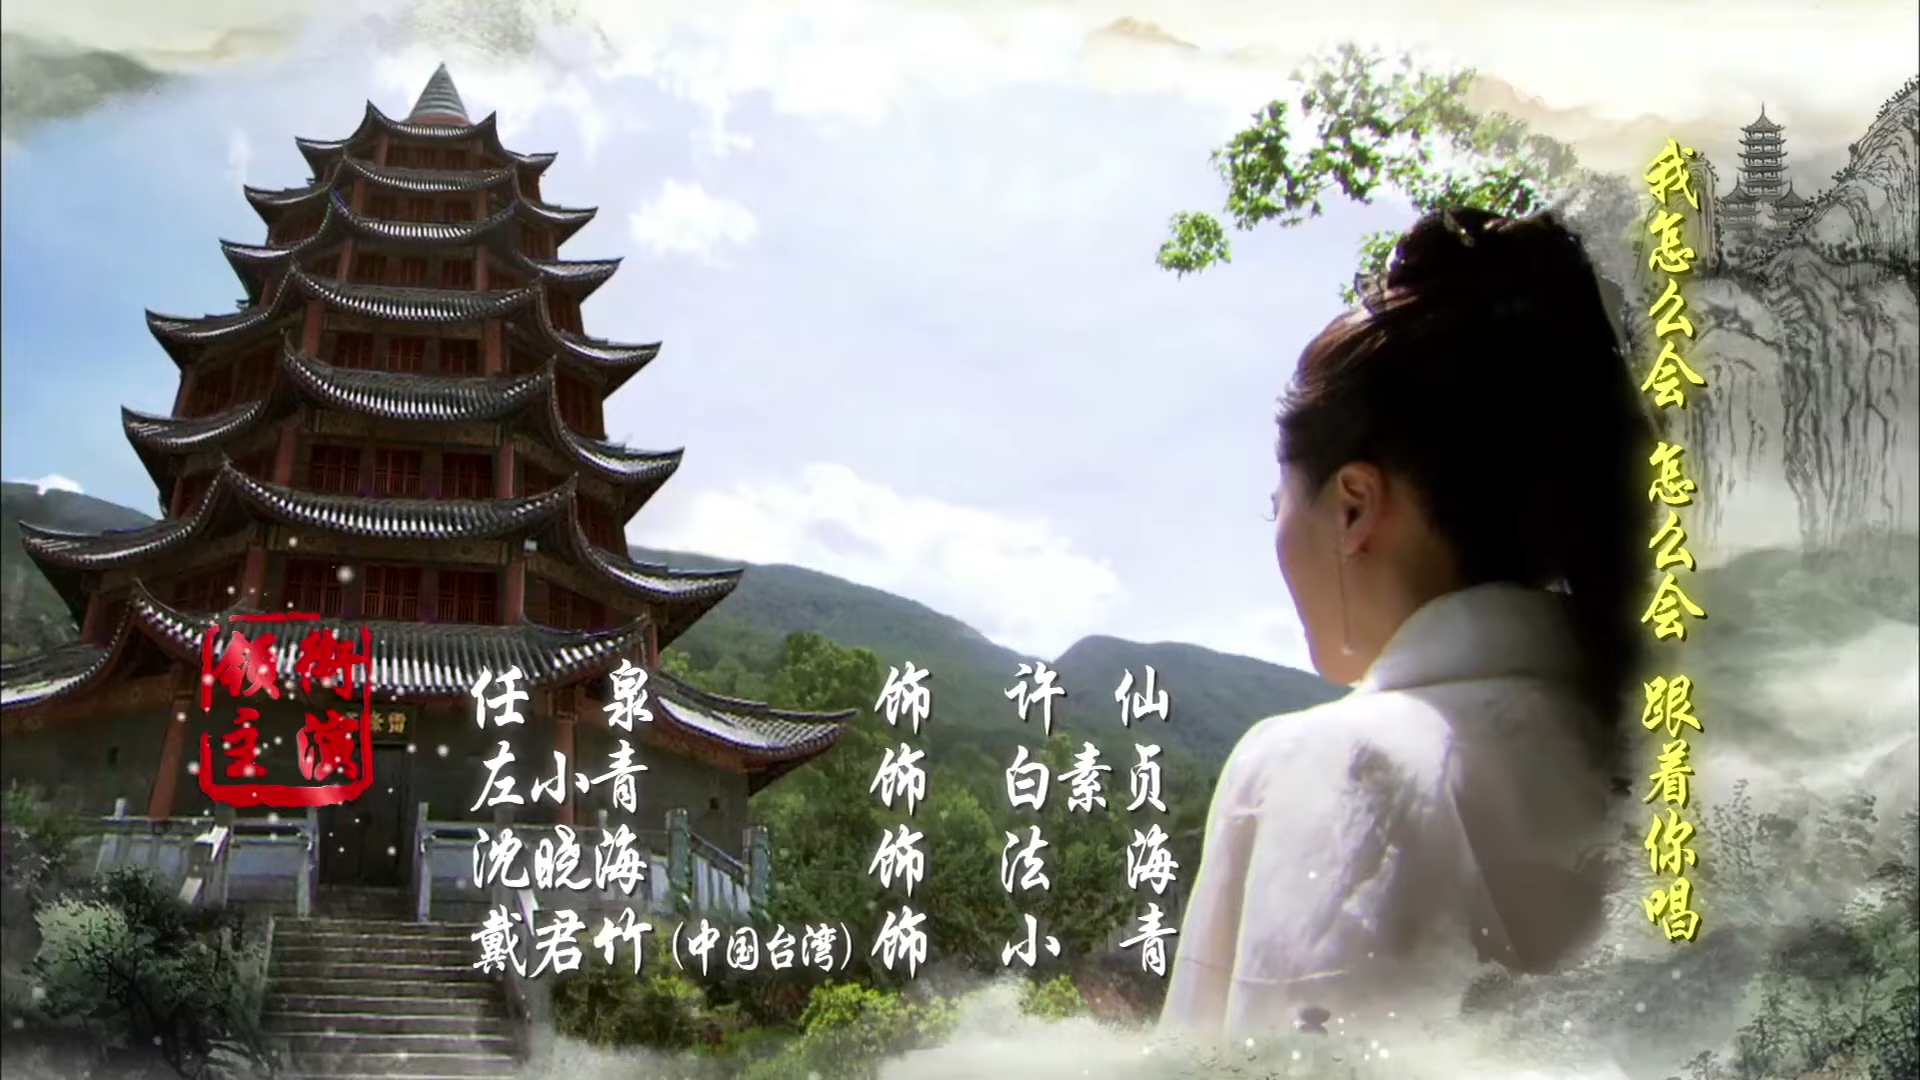 我怎么会 怎么会 跟着你唱
领衔主演
任泉 饰 许仙
左小青 饰 白素贞
沈晓海 饰 法海
戴君竹(中国台湾) 饰 小青